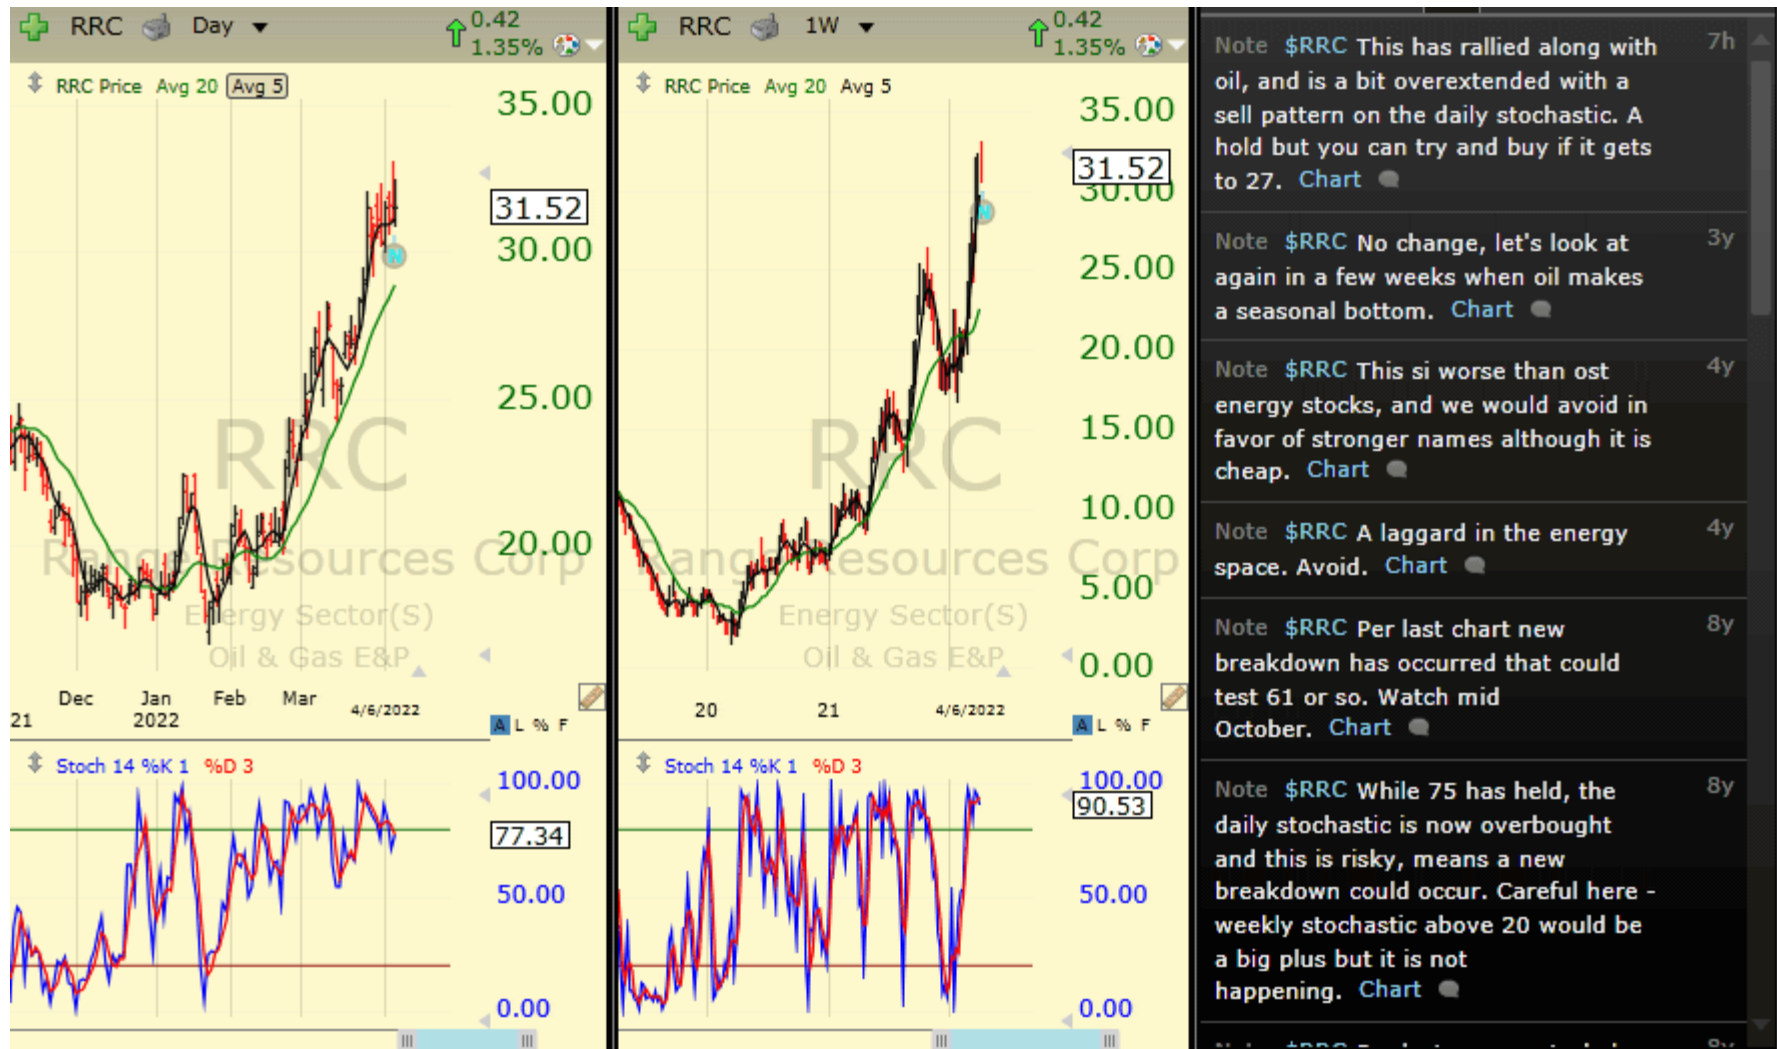 RRC Day
0.42
1.35%
RRC Price Avg 20 Avg 5
35.00
31.52
30.00
25.00
20.00
N
RRC
Range Resources Corp
Energy Sector(S)
Oil & Gas E&P
Dec Jan Feb Mar 4/6/2022
21 2022
A L % F
Stoch 14 %K 1 %D 3
100.00
77.34
50.00
0.00
RRC 1W
0.42
1.35%
RRC Price Avg 20 Avg 5
35.00
31.52
30.00
25.00
20.00
15.00
10.00
5.00
0.00
N
RRC
Range Resources Corp
Energy Sector(S)
Oil & Gas E&P
20 21 4/6/2022
A L % F
Stoch 14 %K 1 %D 3
100.00
90.53
50.00
0.00
Note $RRC This has rallied along with 7h
oil, and is a bit overextended with a
sell pattern on the daily stochastic. A
hold but you can try and buy if it gets
to 27. Chart
Note $RRC No change, let's look at 3y
again in a few weeks when oil makes
a seasonal bottom. Chart
Note $RRC This si worse than ost 4y
energy stocks, and we would avoid in
favor of stronger names although it is
cheap. Chart
Note $RRC A laggard in the energy 4y
space. Avoid. Chart
Note $RRC Per last chart new 8y
breakdown has occurred that could
test 61 or so. Watch mid
October. Chart
Note $RRC While 75 has held, the 8y
daily stochastic is now overbought
and this is risky, means a new
breakdown could occur. Careful here -
weekly stochastic above 20 would be
a big plus but it is not
happening. Chart